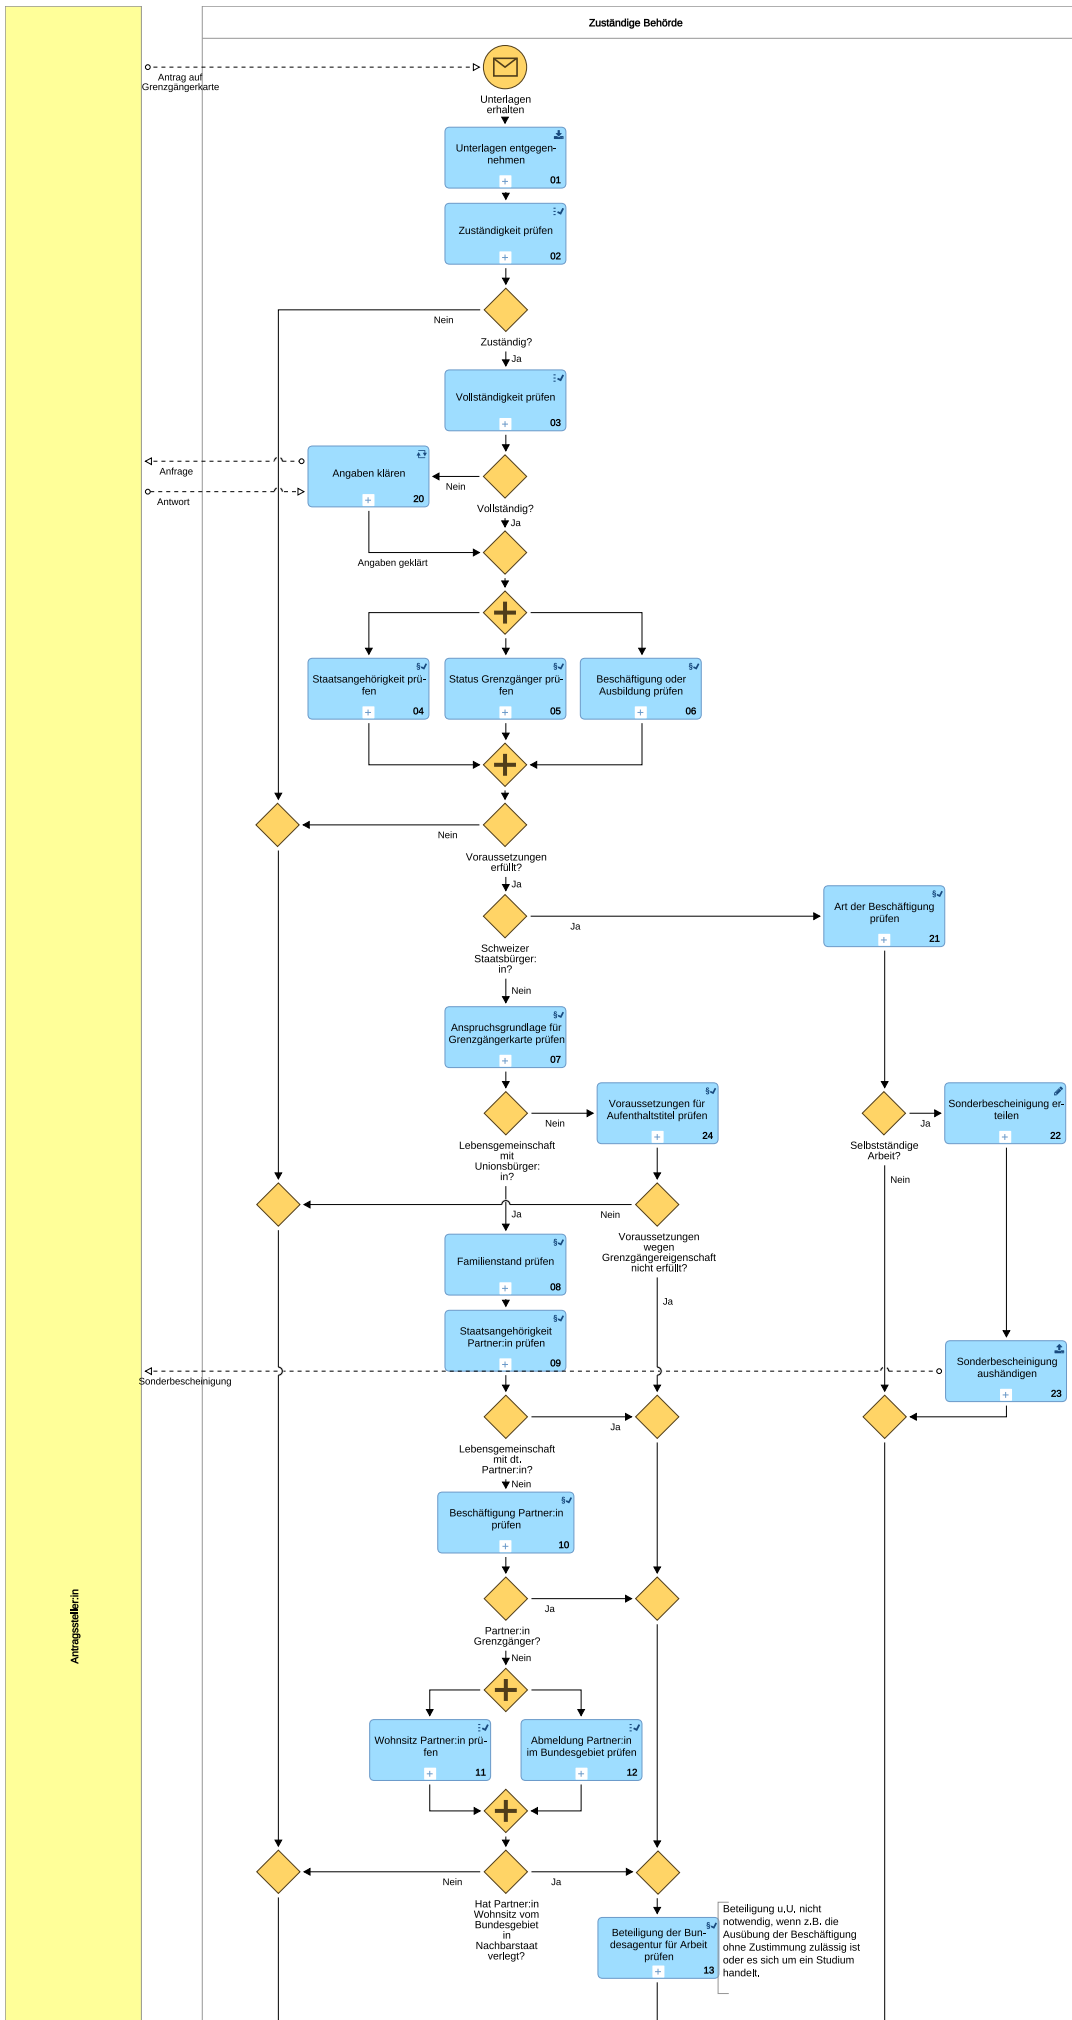 Zuständige Behörde
Antrag auf
Grenzgängerkarte
Unterlagen
erhalten
Unterlagen entgegen-
nehmen
01
Zuständigkeit prüfen
02
Nein
Zuständig?
Ja
Vollständigkeit prüfen
03
Anfrage
Antwort
Angaben klären
20
Nein
Vollständig?
Ja
Angaben geklärt
Staatsangehörigkeit prü-
fen
04
Status Grenzgänger prü-
fen
05
Beschäftigung oder
Ausbildung prüfen
06
Nein
Voraussetzungen
erfüllt?
Ja
Ja
Schweizer
Staatsbürger:
in?
Nein
Art der Beschäftigung
prüfen
21
Anspruchsgrundlage für
Grenzgängerkarte prüfen
07
Nein
Lebensgemeinschaft
mit
Unionsbürger:
in?
Ja
Voraussetzungen für
Aufenthaltstitel prüfen
24
Selbstständige
Arbeit?
Ja
Nein
Sonderbescheinigung er-
teilen
22
Nein
Voraussetzungen
wegen
Grenzgängereigenschaft
nicht erfüllt?
Ja
Familienstand prüfen
08
Staatsangehörigkeit
Partner:in prüfen
09
Sonderbescheinigung
Sonderbescheinigung
aushändigen
23
Ja
Lebensgemeinschaft
mit dt.
Partner:in?
Nein
Beschäftigung Partner:in
prüfen
10
Ja
Partner:in
Grenzgänger?
Nein
Antragssteller:in
Wohnsitz Partner:in prü-
fen
11
Abmeldung Partner:in
im Bundesgebiet prüfen
12
Nein
Ja
Hat Partner:in
Wohnsitz vom
Bundesgebiet
in
Nachbarstaat
verlegt?
Beteiligung der Bun-
desagentur für Arbeit
prüfen
13
Beteiligung u.U. nicht
notwendig, wenn z.B. die
Ausübung der Beschäftigung
ohne Zustimmung zulässig ist
oder es sich um ein Studium
handelt.